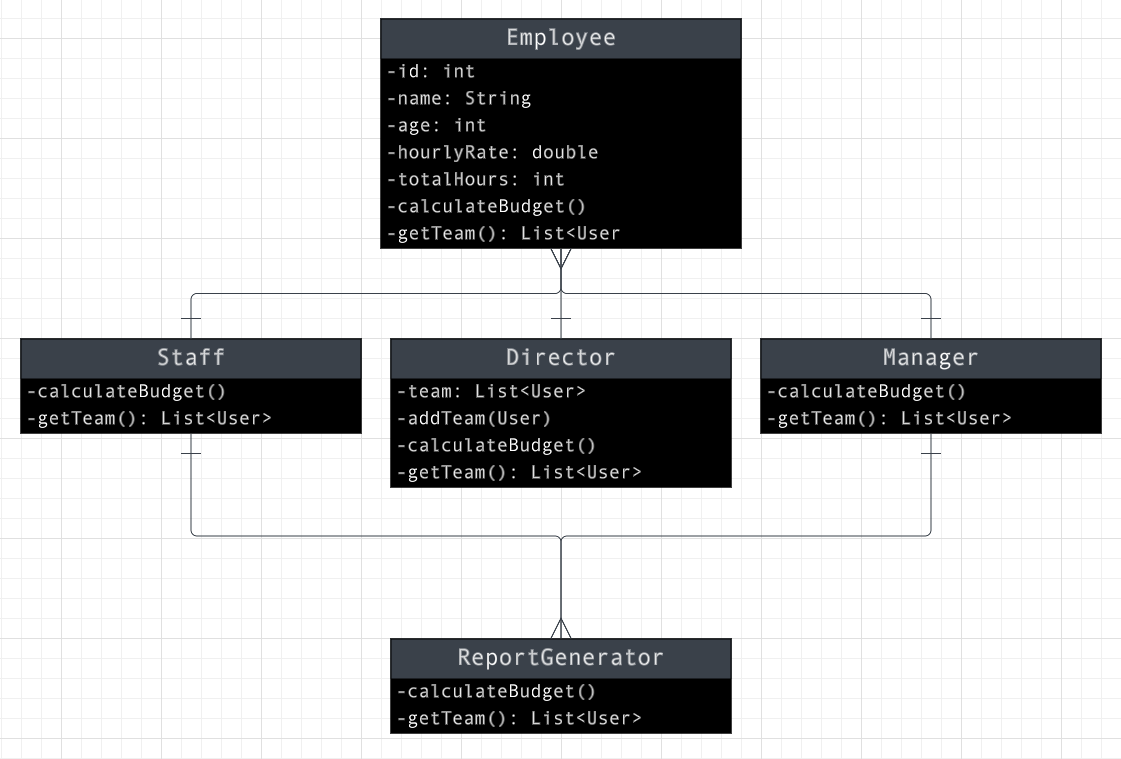 Employee
-id: int
-name: String
-age: int
-hourlyRate: double
-totalHours: int
-calculateBudget()
-getTeam(): List<User
Staff
-calculateBudget()
-getTeam(): List<User>
Director
-team: List<User>
-addTeam(User)
-calculateBudget()
-getTeam(): List<User>
Manager
-calculateBudget()
-getTeam(): List<User>
ReportGenerator
-calculateBudget()
-getTeam(): List<User>